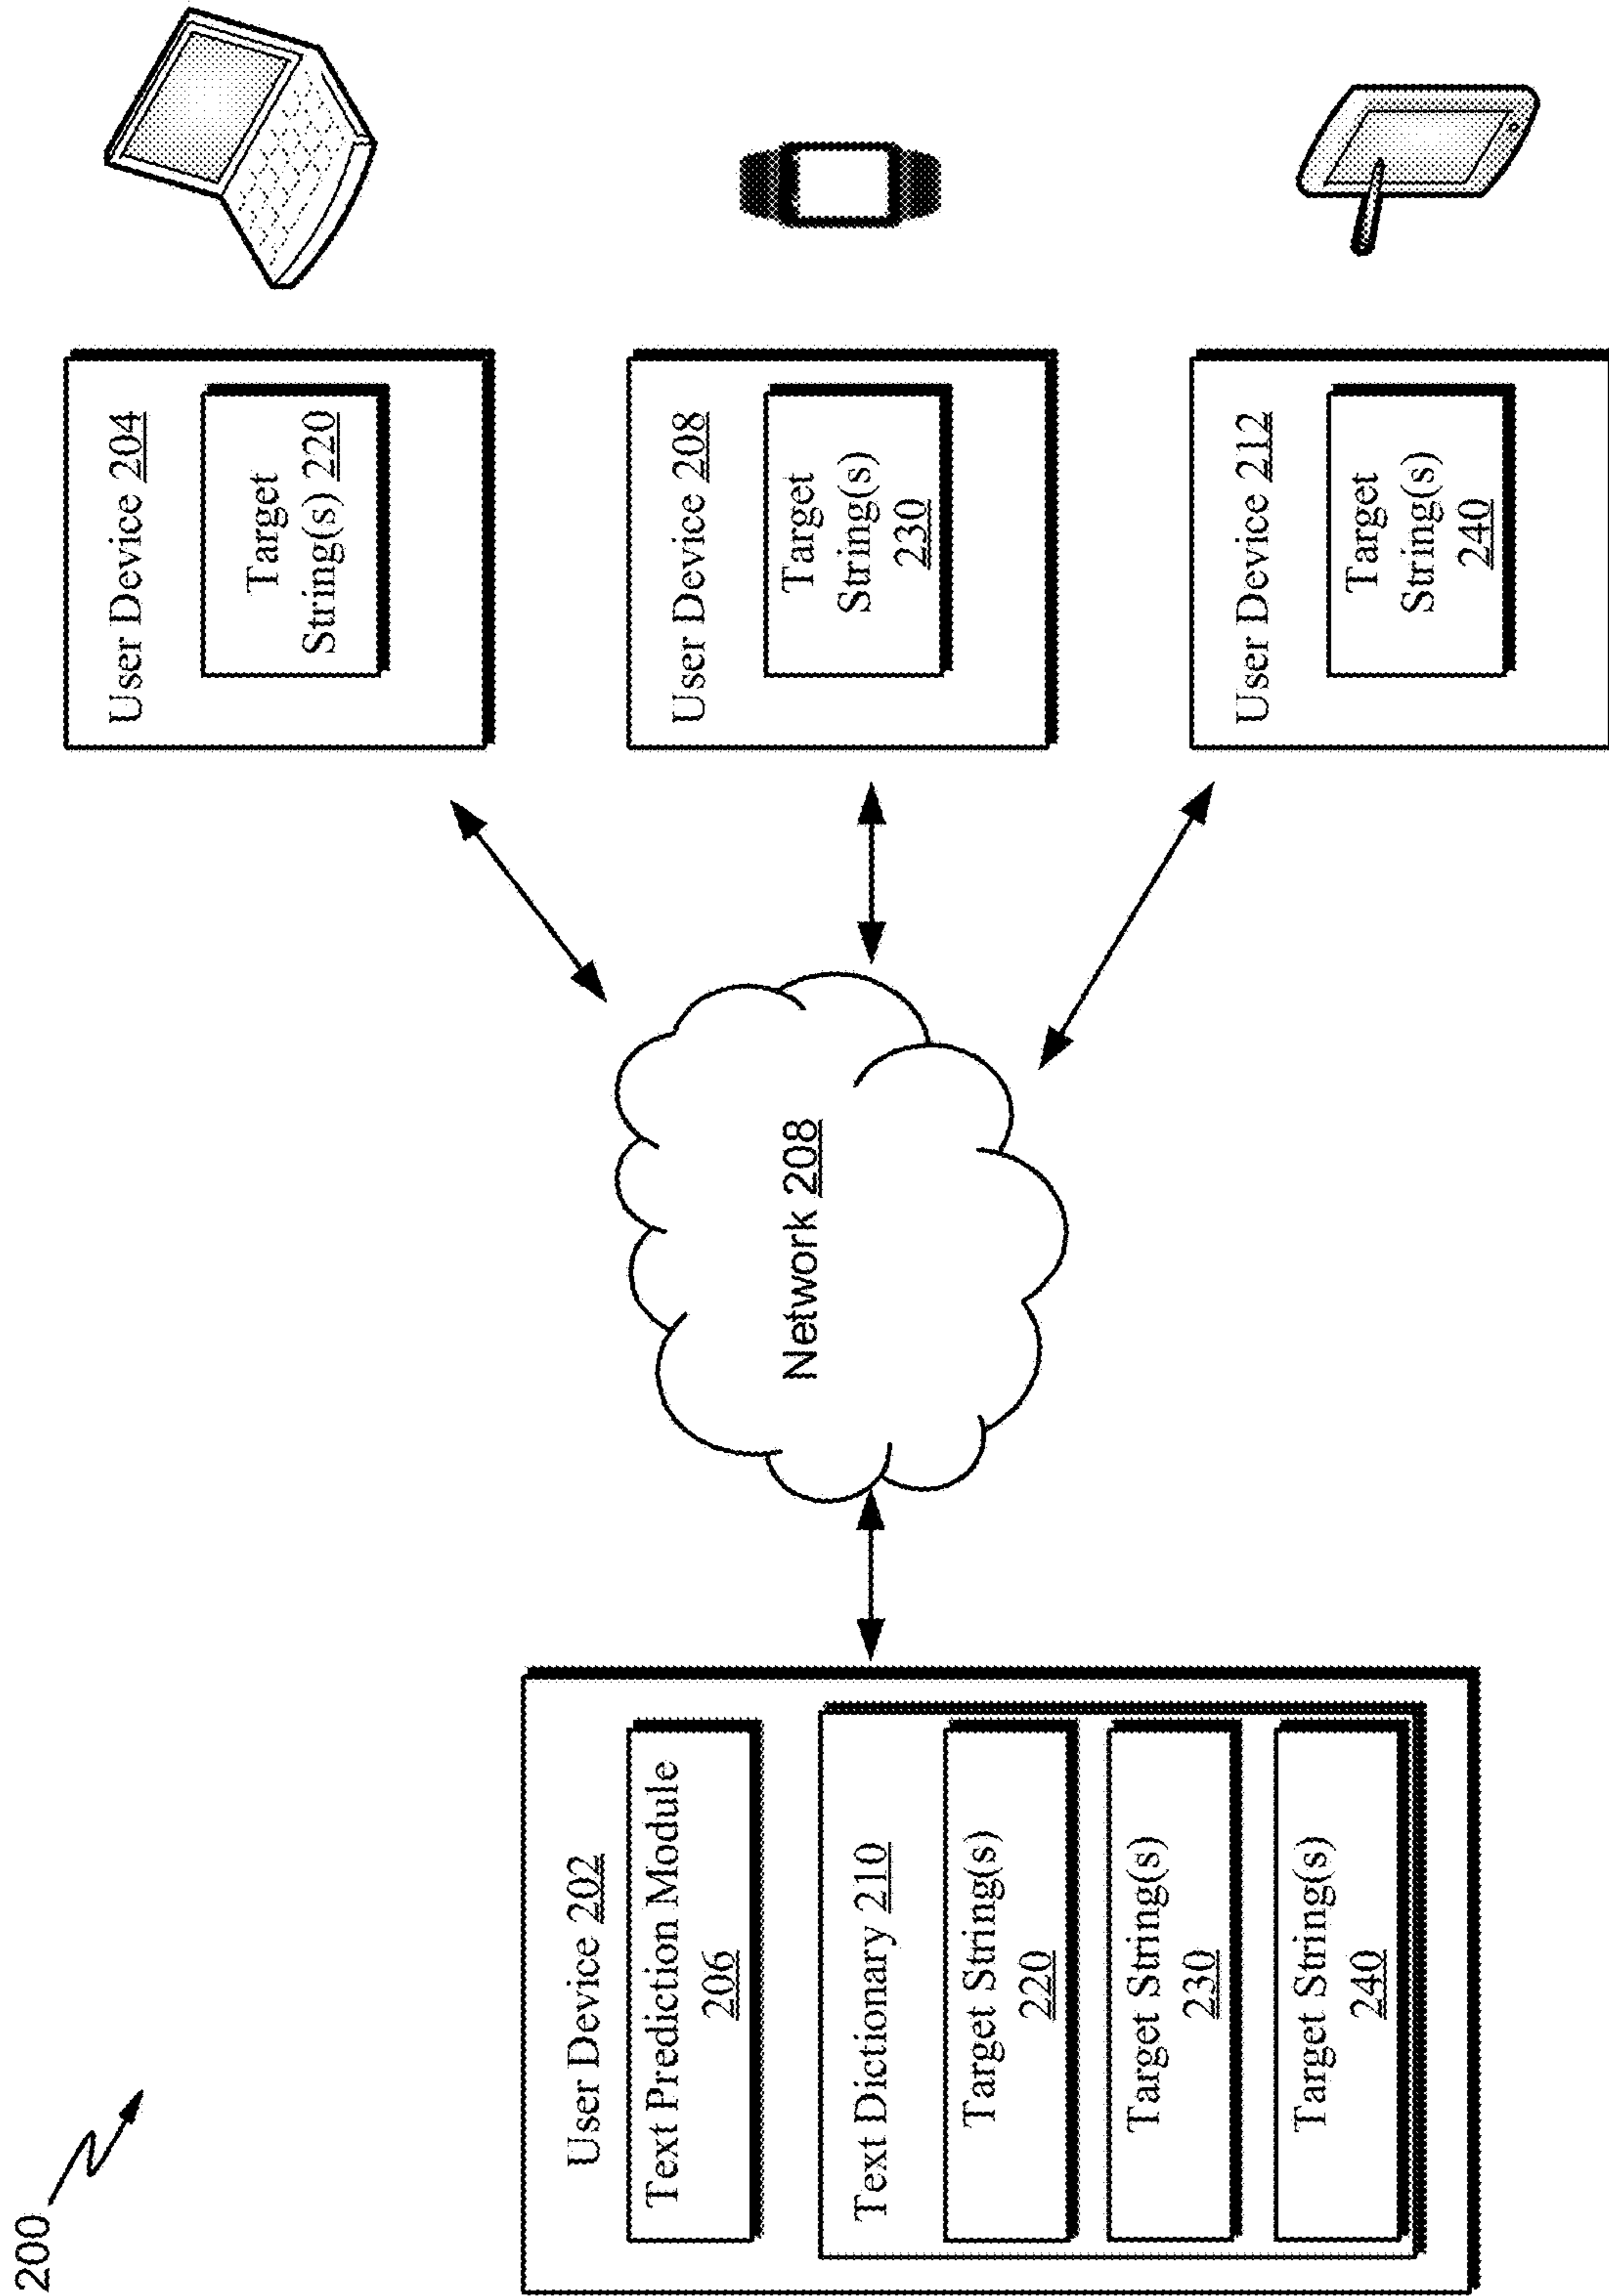 200
User Device 202
Text Prediction Module
206
Text Dictionary 210
Target String(s)
220
Target String(s)
230
Target String(s)
240
Network 208
User Device 204
Target
String(s) 220
User Device 208
Target
String(s)
230
User Device 212
Target
String(s)
240